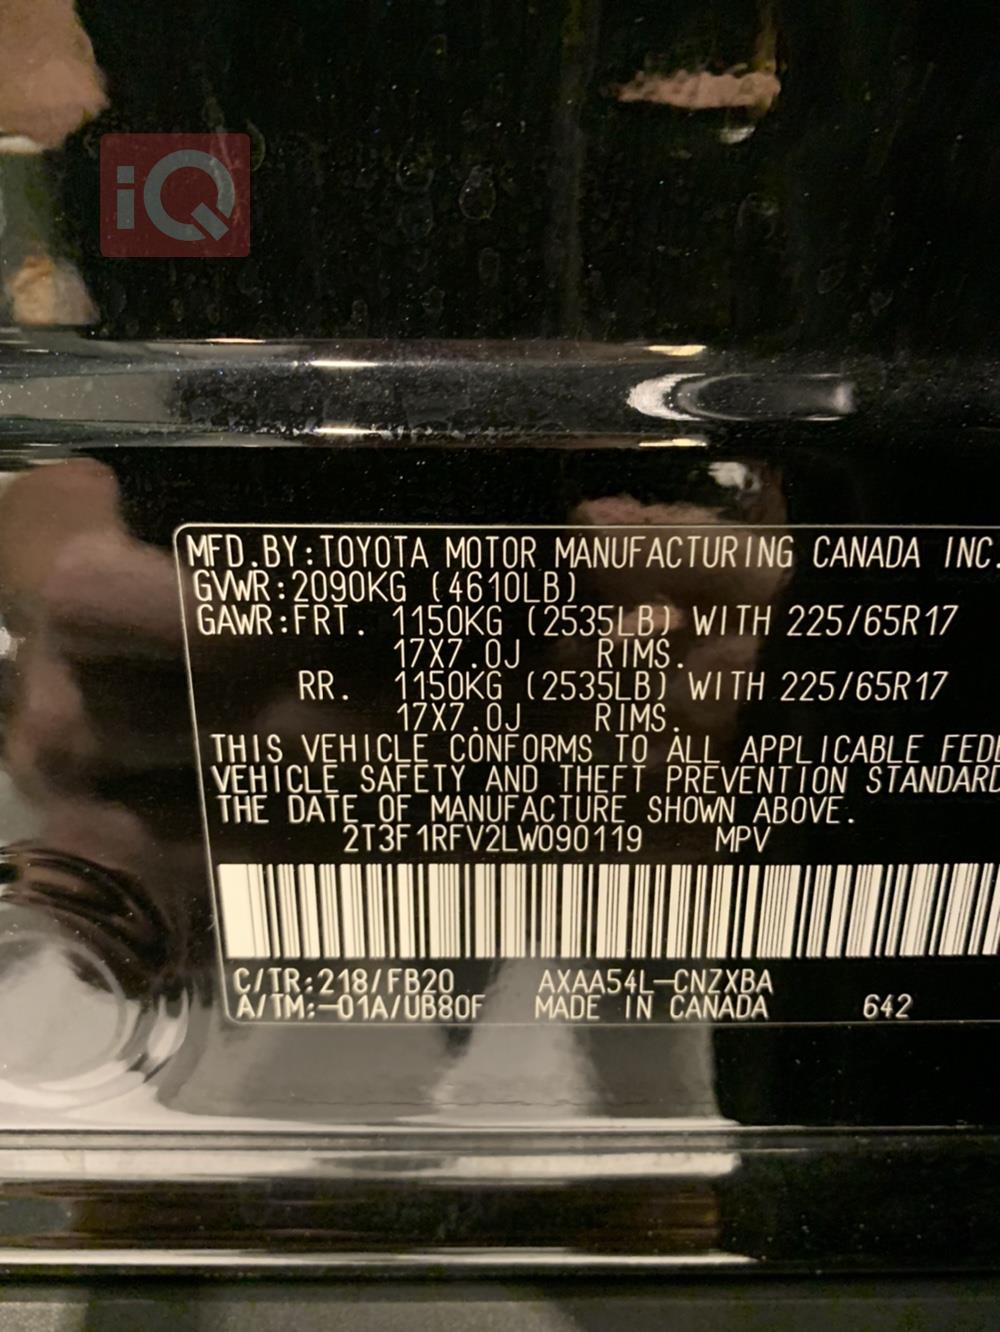 iQ
MFD.BY:TOYOTA MOTOR MANUFACTURING CANADA INC.
GVWR:2090KG (4610LB)
GAWR:FRT. 1150KG (2535LB) WITH 225/65R17
17X7.0J RIMS.
RR. 1150KG (2535LB) WITH 225/65R17
17X7.0J RIMS.
THIS VEHICLE CONFORMS TO ALL APPLICABLE FEDE
VEHICLE SAFETY AND THEFT PREVENTION STANDARD
THE DATE OF MANUFACTURE SHOWN ABOVE.
2T3F1RFV2LW090119 MPV
C/TR:218/FB20 AXAA54L-CNZXBA
A/TM:-01A/UB80F MADE IN CANADA 642